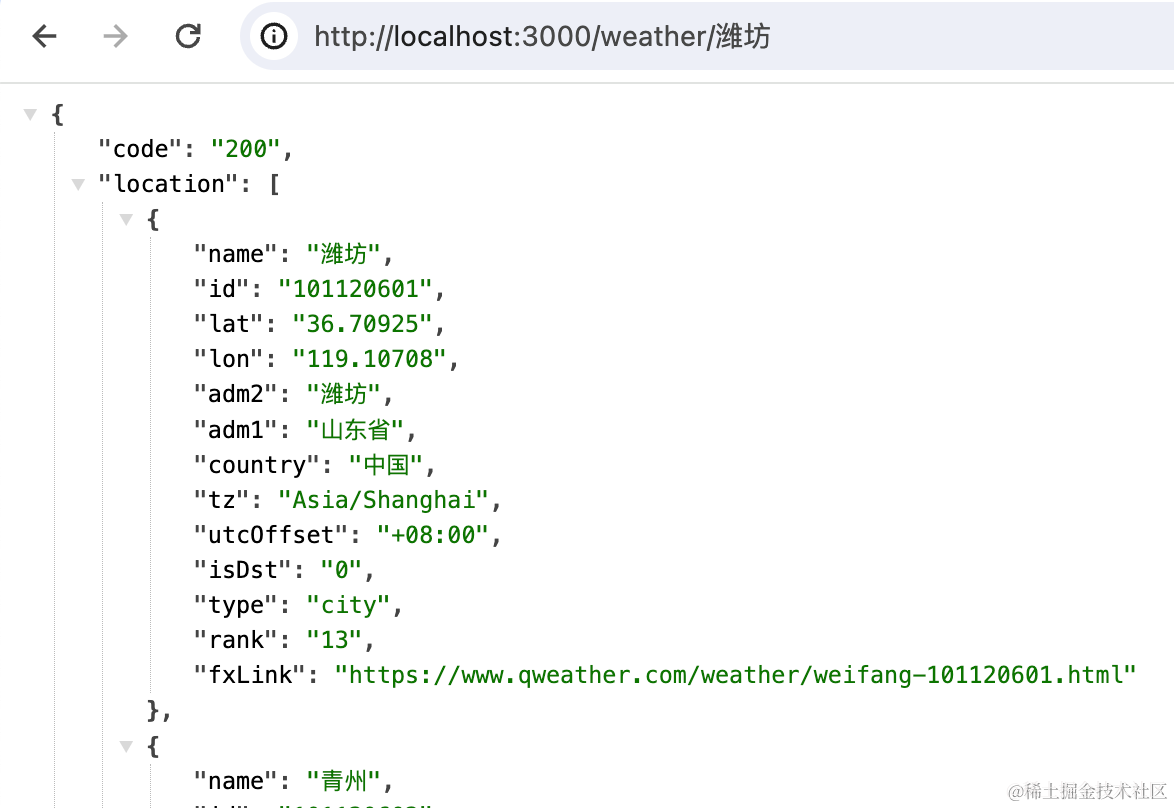 http://localhost:3000/weather/潍坊
{
"code": "200",
"location": [
{
"name": "潍坊",
"id": "101120601",
"lat": "36.70925",
"lon": "119.10708",
"adm2": "潍坊",
"adm1": "山东省",
"country": "中国",
"tz": "Asia/Shanghai",
"utcOffset": "+08:00",
"isDst": "0",
"type": "city",
"rank": "13",
"fxLink": "https://www.qweather.com/weather/weifang-101120601.html"
},
{
"name": "青州",
@稀土掘金技术社区